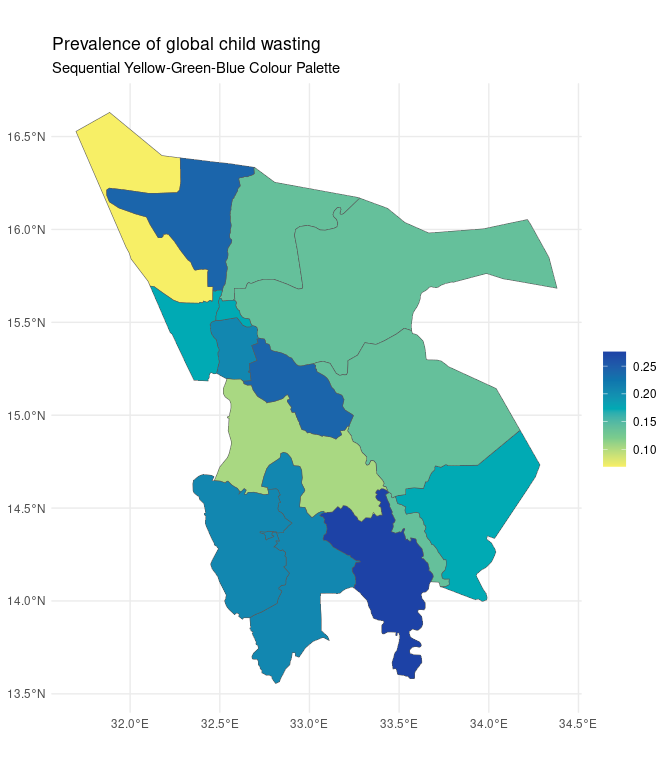 Prevalence of global child wasting
Sequential Yellow-Green-Blue Colour Palette
16.5°N
16.0°N
15.5°N
15.0°N
14.5°N
14.0°N
13.5°N
32.0°E
32.5°E
33.0°E
33.5°E
34.0°E
34.5°E
0.25
0.20
0.15
0.10